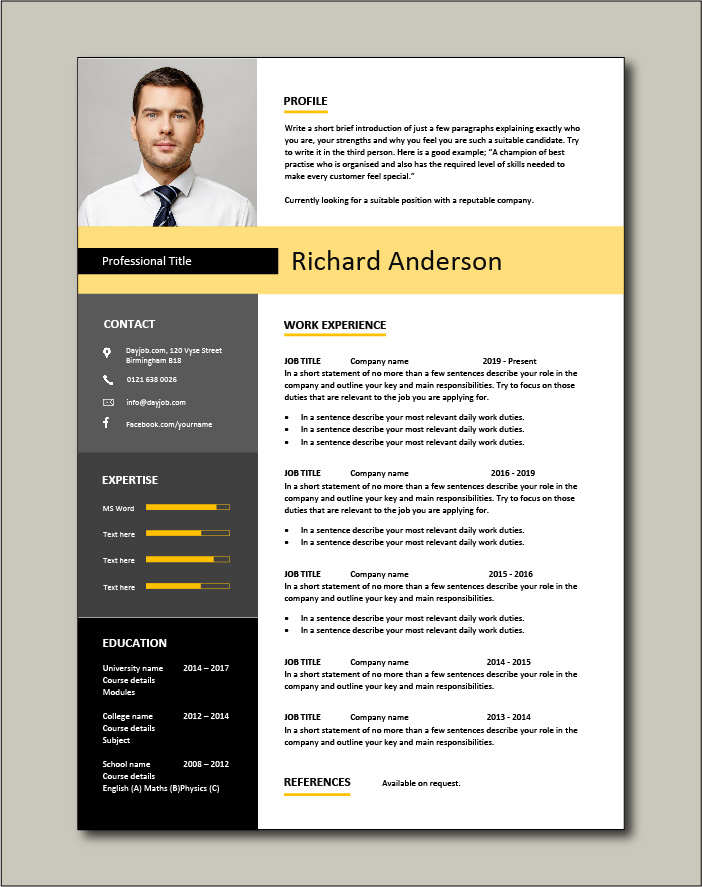 PROFILE
Write a short brief introduction of just a few paragraphs explaining exactly who
you are, your strengths and why you feel you are such a suitable candidate. Try
to write it in the third person. Here is a good example; “A champion of best
practise who is organised and also has the required level of skills needed to
make every customer feel special.”
Currently looking for a suitable position with a reputable company.
Professional Title
Richard Anderson
CONTACT
Dayjob.com, 120 Vyse Street
Birmingham B18
0121 638 0026
info@dayjob.com
Facebook.com/yourname
EXPERTISE
MS Word
Text here
Text here
Text here
EDUCATION
University name 2014 – 2017
Course details
Modules
College name 2012 – 2014
Course details
Subject
School name 2008 – 2012
Course details
English (A) Maths (B)Physics (C)
WORK EXPERIENCE
JOB TITLE Company name 2019 - Present
In a short statement of no more than a few sentences describe your role in the
company and outline your key and main responsibilities. Try to focus on those
duties that are relevant to the job you are applying for.
• In a sentence describe your most relevant daily work duties.
• In a sentence describe your most relevant daily work duties.
• In a sentence describe your most relevant daily work duties.
JOB TITLE Company name 2016 - 2019
In a short statement of no more than a few sentences describe your role in the
company and outline your key and main responsibilities. Try to focus on those
duties that are relevant to the job you are applying for.
• In a sentence describe your most relevant daily work duties.
• In a sentence describe your most relevant daily work duties.
JOB TITLE Company name 2015 - 2016
In a short statement of no more than a few sentences describe your role in the
company and outline your key and main responsibilities.
• In a sentence describe your most relevant daily work duties.
• In a sentence describe your most relevant daily work duties.
JOB TITLE Company name 2014 - 2015
In a short statement of no more than a few sentences describe your role in the
company and outline your key and main responsibilities.
JOB TITLE Company name 2013 - 2014
In a short statement of no more than a few sentences describe your role in the
company and outline your key and main responsibilities.
REFERENCES Available on request.